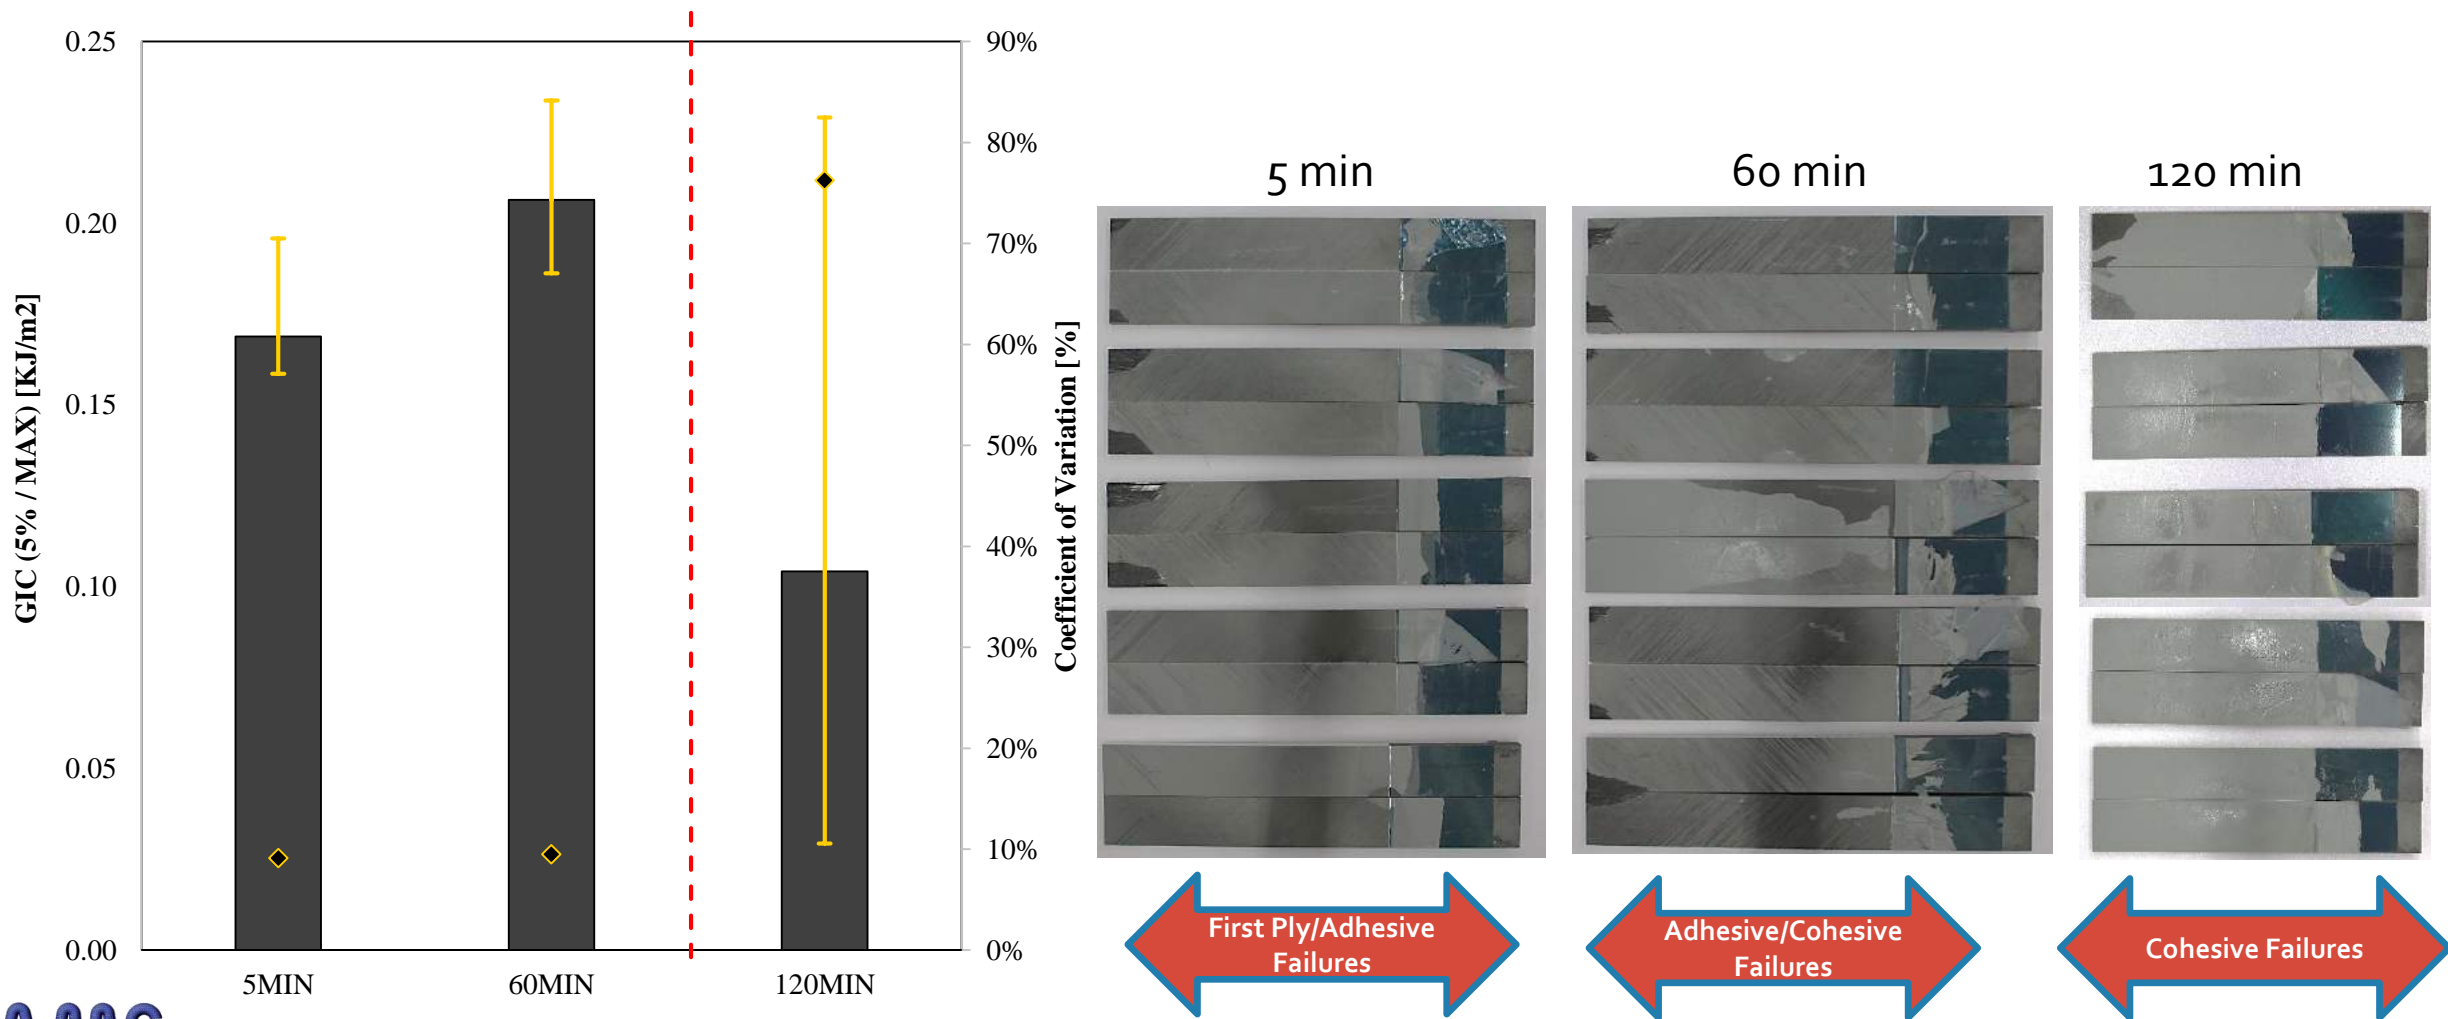 0.25
0.20
0.15
0.10
0.05
0.00
GIC (5% / MAX) [KJ/m2]
5MIN
60MIN
120MIN
90%
80%
70%
60%
50%
40%
30%
20%
10%
0%
Coefficient of Variation [%]
5 min
60 min
120 min
First Ply/Adhesive
Failures
Adhesive/Cohesive
Failures
Cohesive Failures